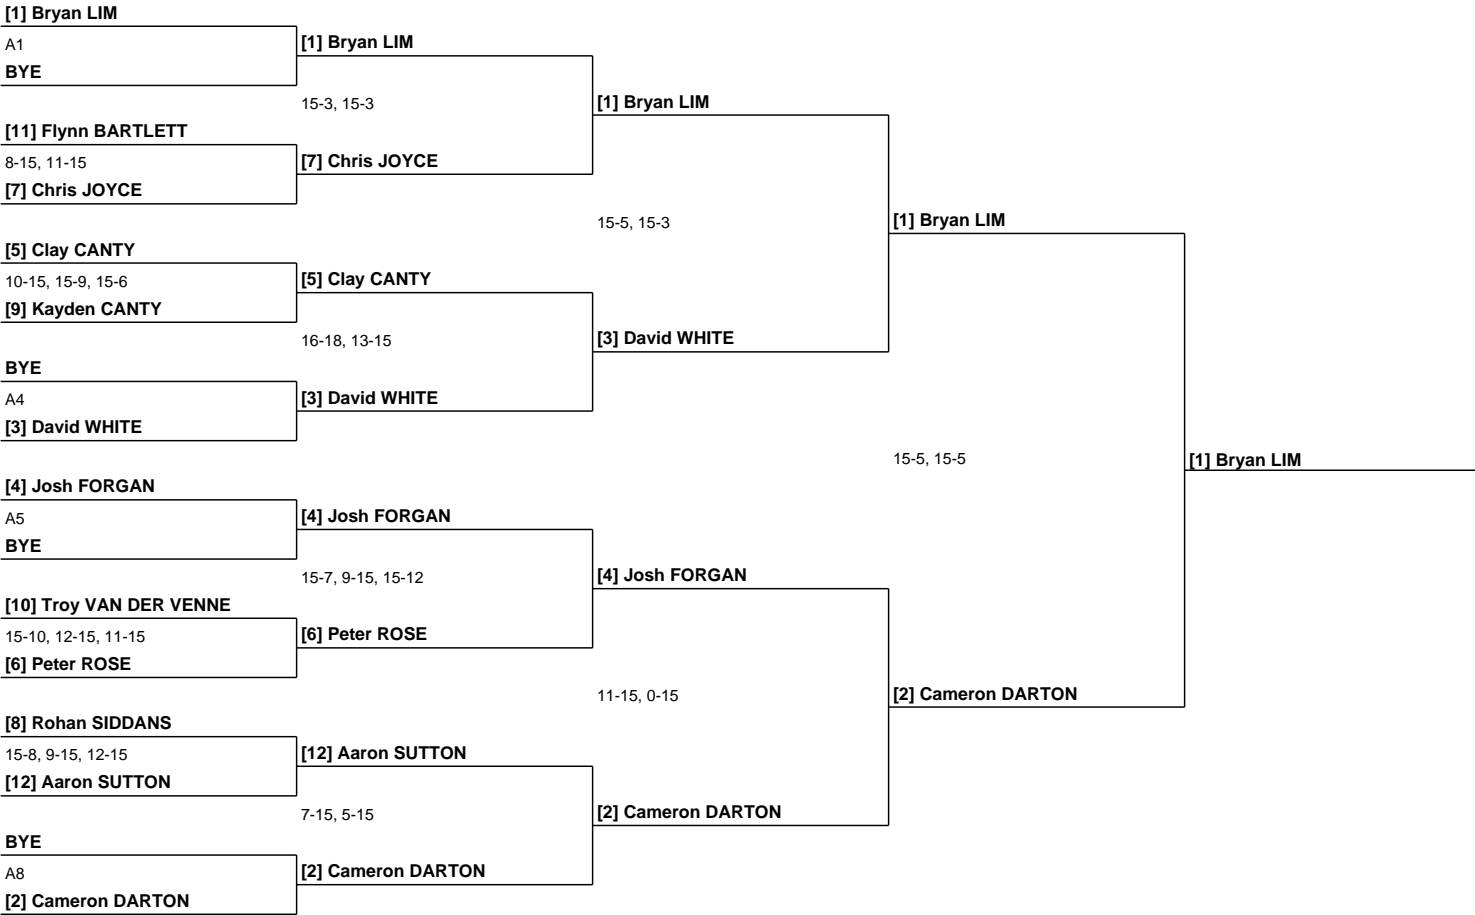 [1] Bryan LIM
A1
BYE
[11] Flynn BARTLETT
8-15, 11-15
[7] Chris JOYCE
[5] Clay CANTY
10-15, 15-9, 15-6
[9] Kayden CANTY
BYE
A4
[3] David WHITE
[4] Josh FORGAN
A5
BYE
[10] Troy VAN DER VENNE
15-10, 12-15, 11-15
[6] Peter ROSE
[8] Rohan SIDDANS
15-8, 9-15, 12-15
[12] Aaron SUTTON
BYE
A8
[2] Cameron DARTON
[1] Bryan LIM
15-3, 15-3
[7] Chris JOYCE
[5] Clay CANTY
16-18, 13-15
[3] David WHITE
[4] Josh FORGAN
15-7, 9-15, 15-12
[6] Peter ROSE
[12] Aaron SUTTON
7-15, 5-15
[2] Cameron DARTON
[1] Bryan LIM
15-5, 15-3
[3] David WHITE
[4] Josh FORGAN
11-15, 0-15
[2] Cameron DARTON
[1] Bryan LIM
15-5, 15-5
[2] Cameron DARTON
[1] Bryan LIM